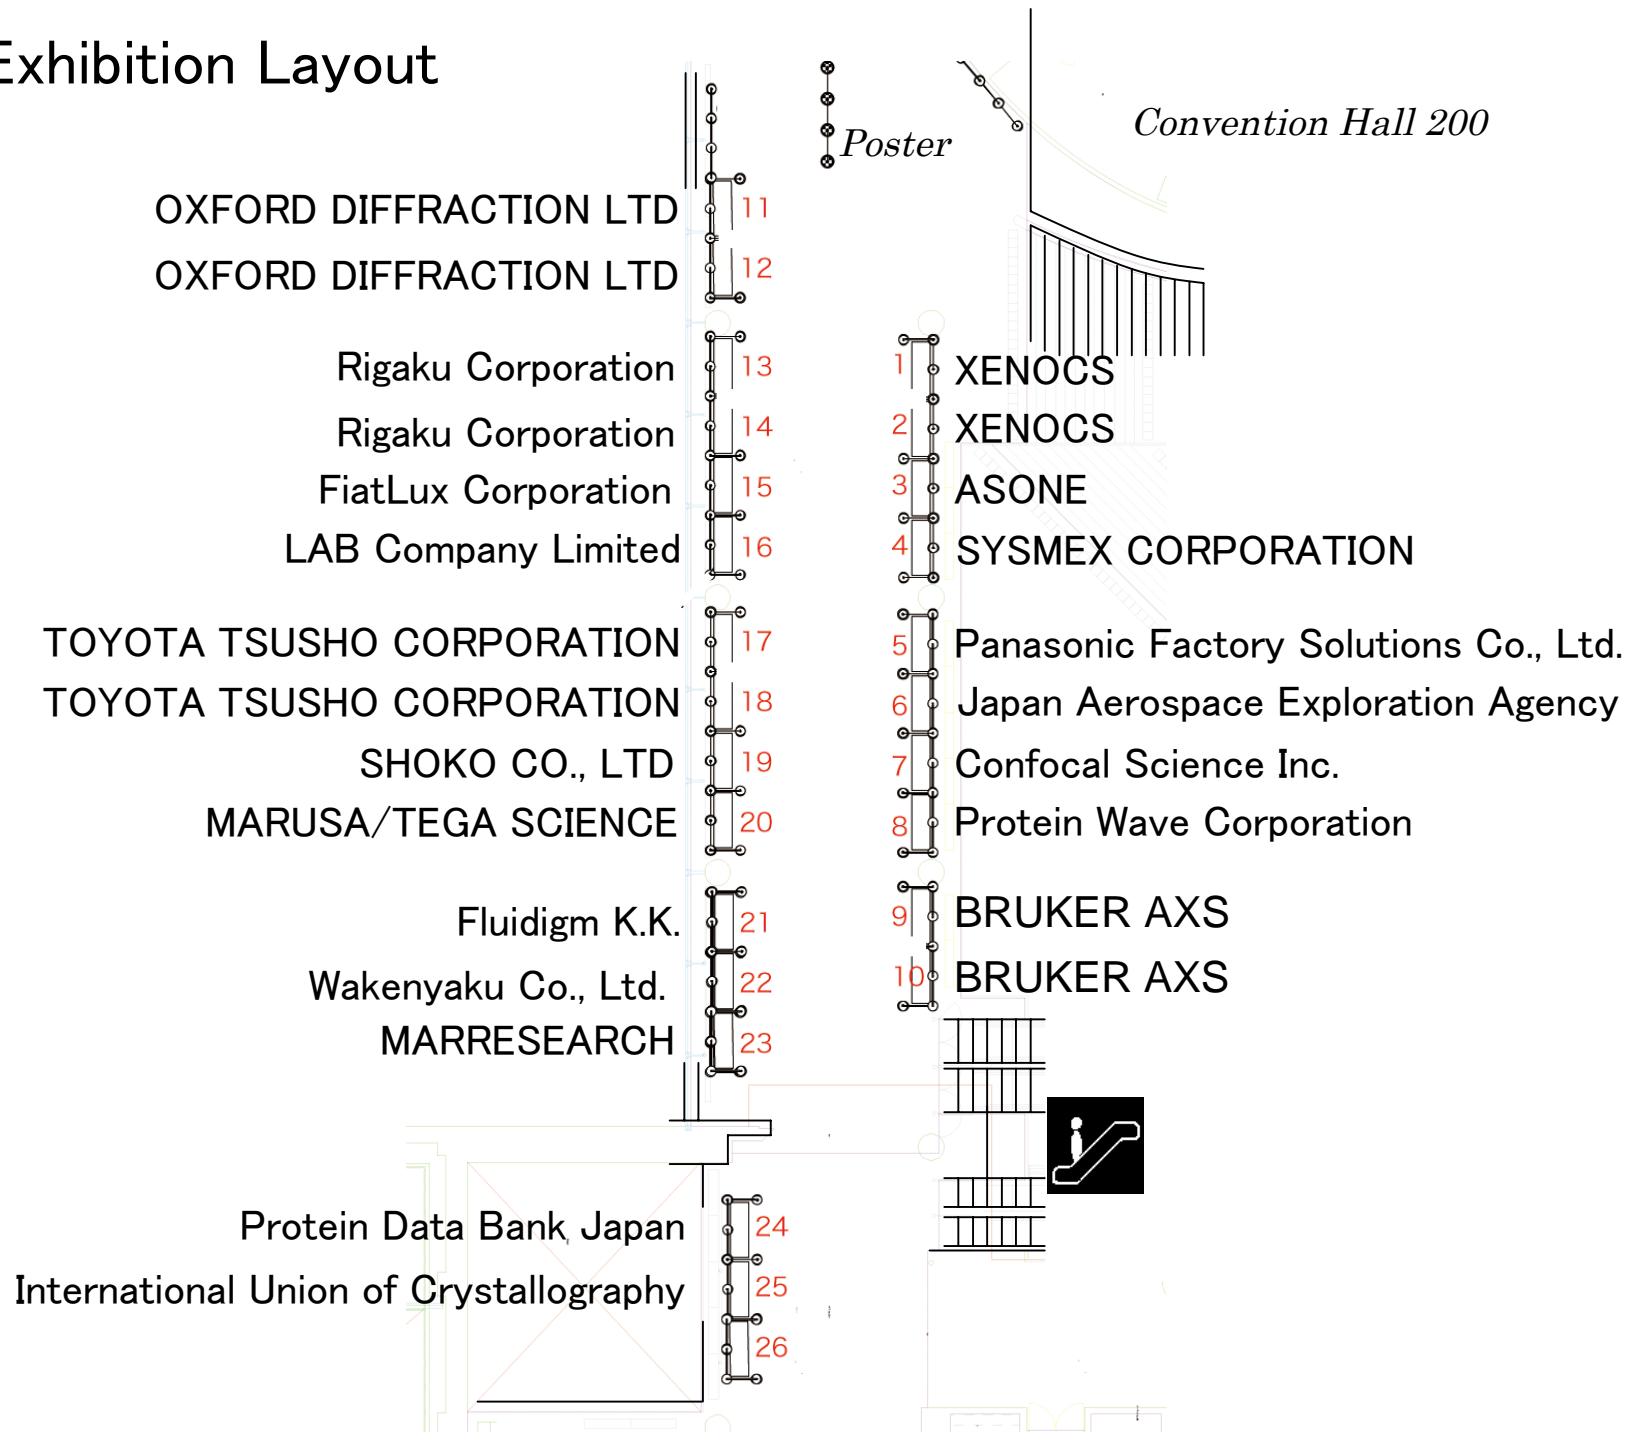 Exhibition Layout
Convention Hall 200
Poster
OXFORD DIFFRACTION LTD 11
OXFORD DIFFRACTION LTD 12
Rigaku Corporation 13
1 XENOCS
Rigaku Corporation 14
2 XENOCS
FiatLux Corporation 15
3 ASONE
LAB Company Limited 16
4 SYSMEX CORPORATION
TOYOTA TSUSHO CORPORATION 17
5 Panasonic Factory Solutions Co., Ltd.
TOYOTA TSUSHO CORPORATION 18
6 Japan Aerospace Exploration Agency
SHOKO CO., LTD 19
7 Confocal Science Inc.
MARUSA/TEGA SCIENCE 20
8 Protein Wave Corporation
Fluidigm K.K. 21
9 BRUKER AXS
Wakenyaku Co., Ltd. 22
10 BRUKER AXS
MARRESEARCH 23
Protein Data Bank Japan 24
International Union of Crystallography 25
26